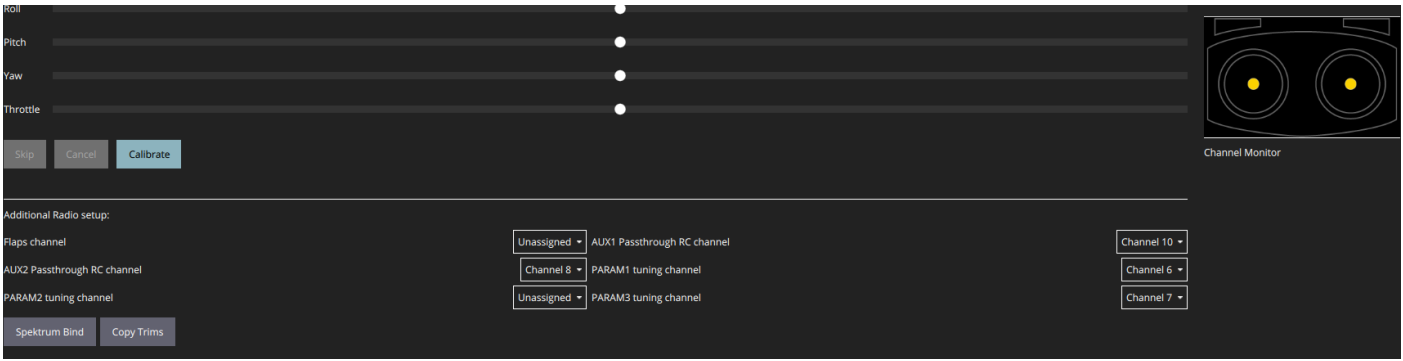 Roll
Pitch
Yaw
Throttle
Skip Cancel Calibrate
Channel Monitor
Additional Radio setup:
Flaps channel Unassigned AUX1 Passthrough RC channel Channel 10
AUX2 Passthrough RC channel Channel 8 PARAM1 tuning channel Channel 6
PARAM2 tuning channel Unassigned PARAM3 tuning channel Channel 7
Spektrum Bind Copy Trims